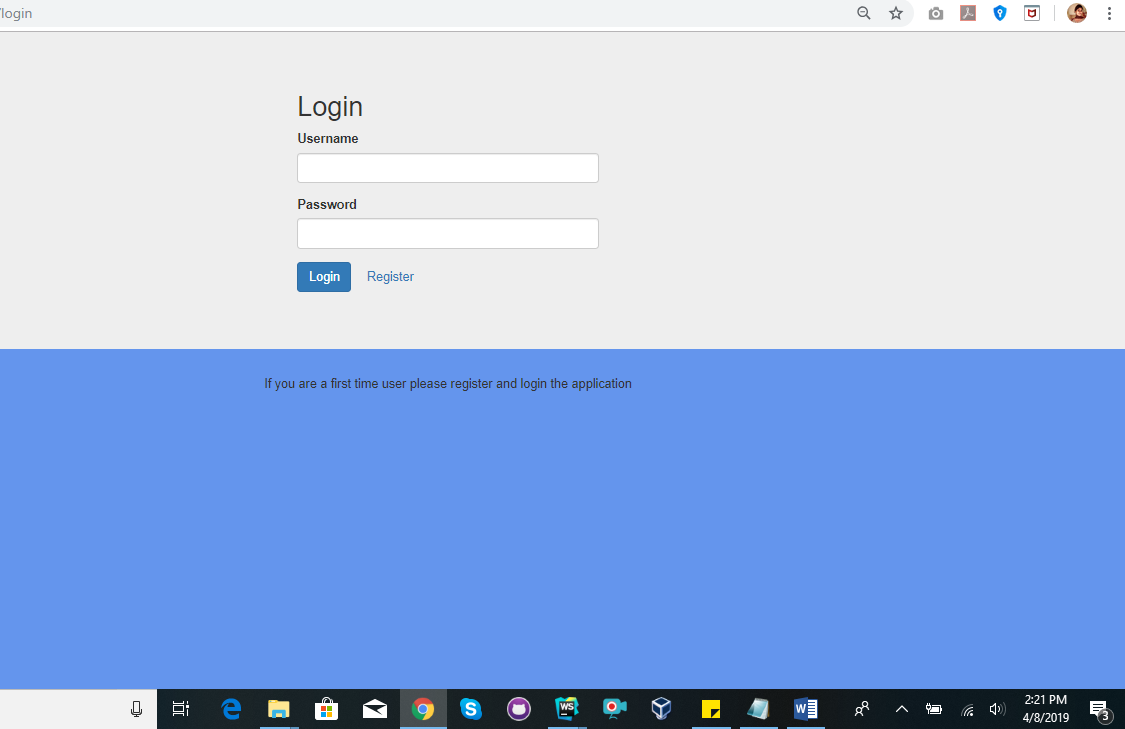 /login
Login
Username
Password
Login Register
If you are a first time user please register and login the application
WS
2:21 PM
4/8/2019
3